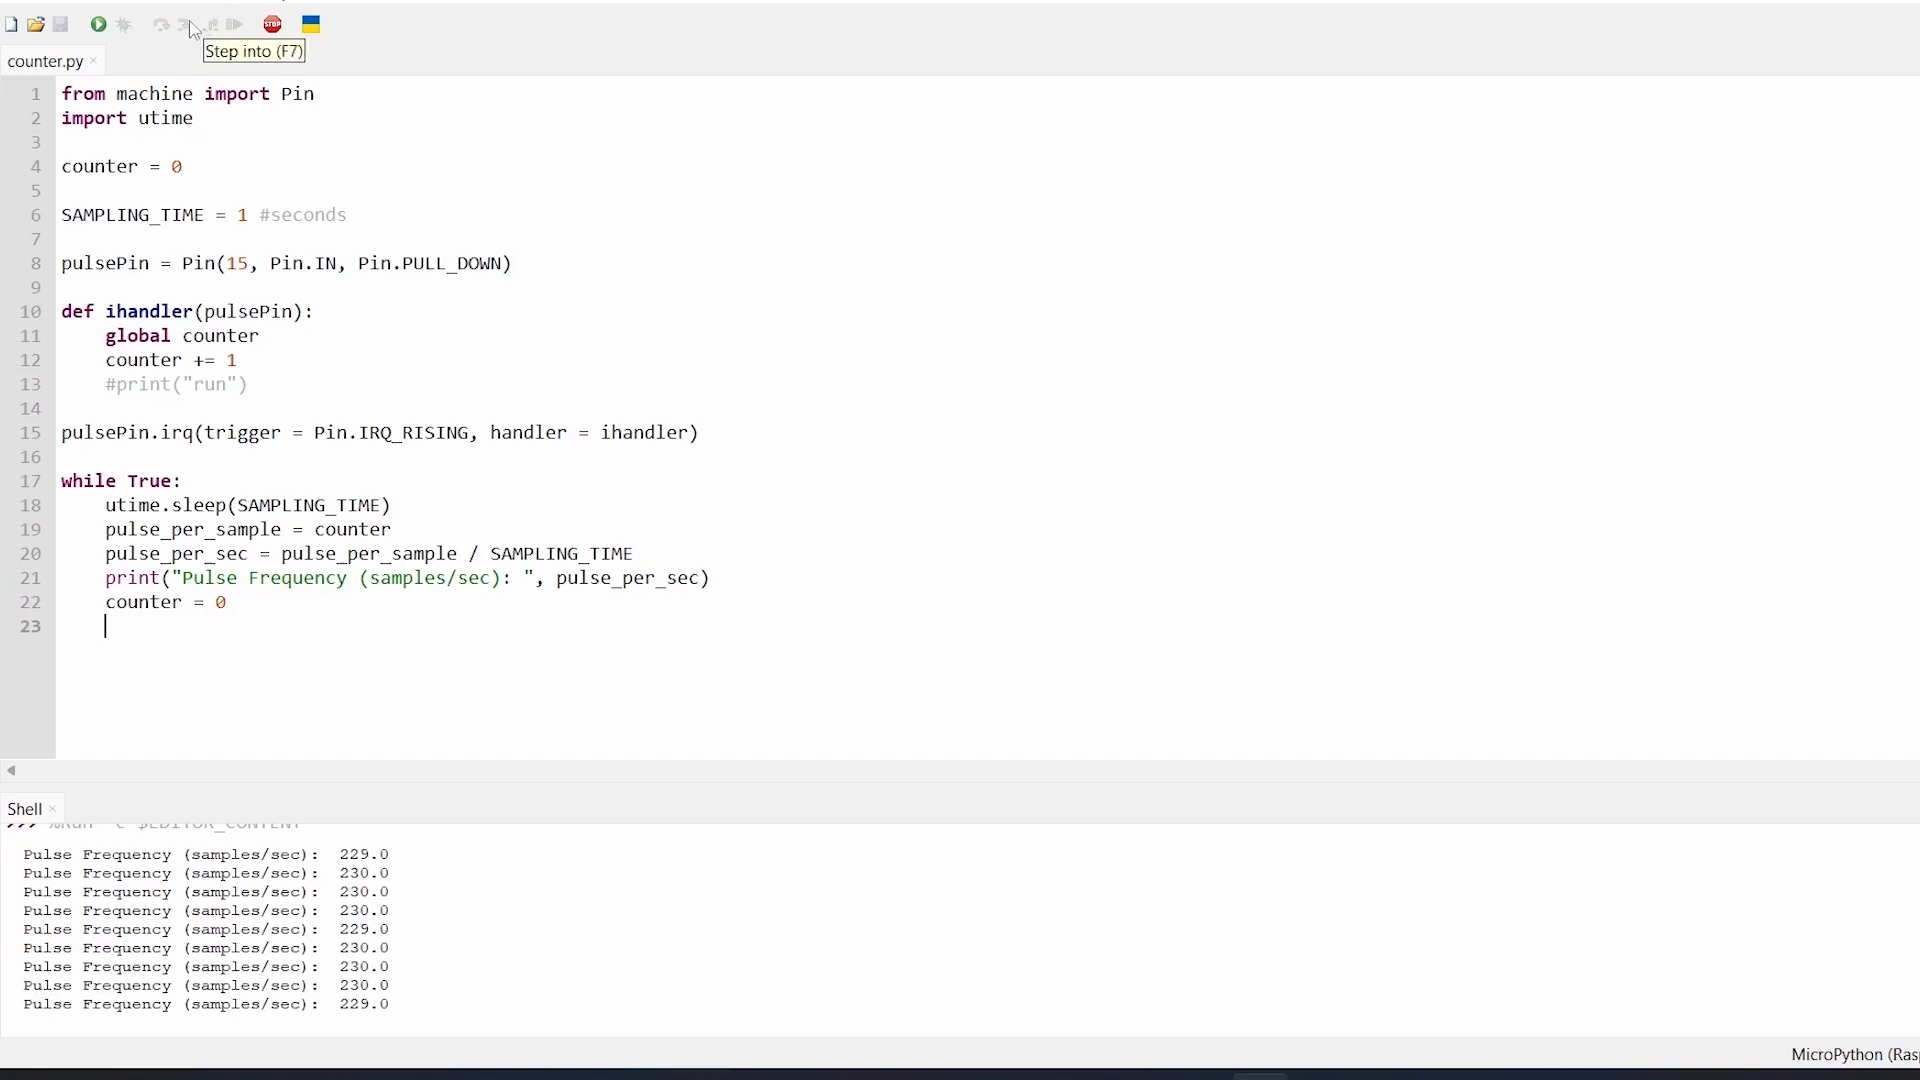 STOP
Step into (F7)
counter.py
1 from machine import Pin
2 import utime
3
4 counter = 0
5
6 SAMPLING_TIME = 1 #seconds
7
8 pulsePin = Pin(15, Pin.IN, Pin.PULL_DOWN)
9
10 def ihandler(pulsePin):
11     global counter
12     counter += 1
13     #print("run")
14
15 pulsePin.irq(trigger = Pin.IRQ_RISING, handler = ihandler)
16
17 while True:
18     utime.sleep(SAMPLING_TIME)
19     pulse_per_sample = counter
20     pulse_per_sec = pulse_per_sample / SAMPLING_TIME
21     print("Pulse Frequency (samples/sec): ", pulse_per_sec)
22     counter = 0
23
Shell
>>> %Run -c $EDITOR_CONTENT
Pulse Frequency (samples/sec):  229.0
Pulse Frequency (samples/sec):  230.0
Pulse Frequency (samples/sec):  230.0
Pulse Frequency (samples/sec):  230.0
Pulse Frequency (samples/sec):  229.0
Pulse Frequency (samples/sec):  230.0
Pulse Frequency (samples/sec):  230.0
Pulse Frequency (samples/sec):  230.0
Pulse Frequency (samples/sec):  229.0
MicroPython (Rasp